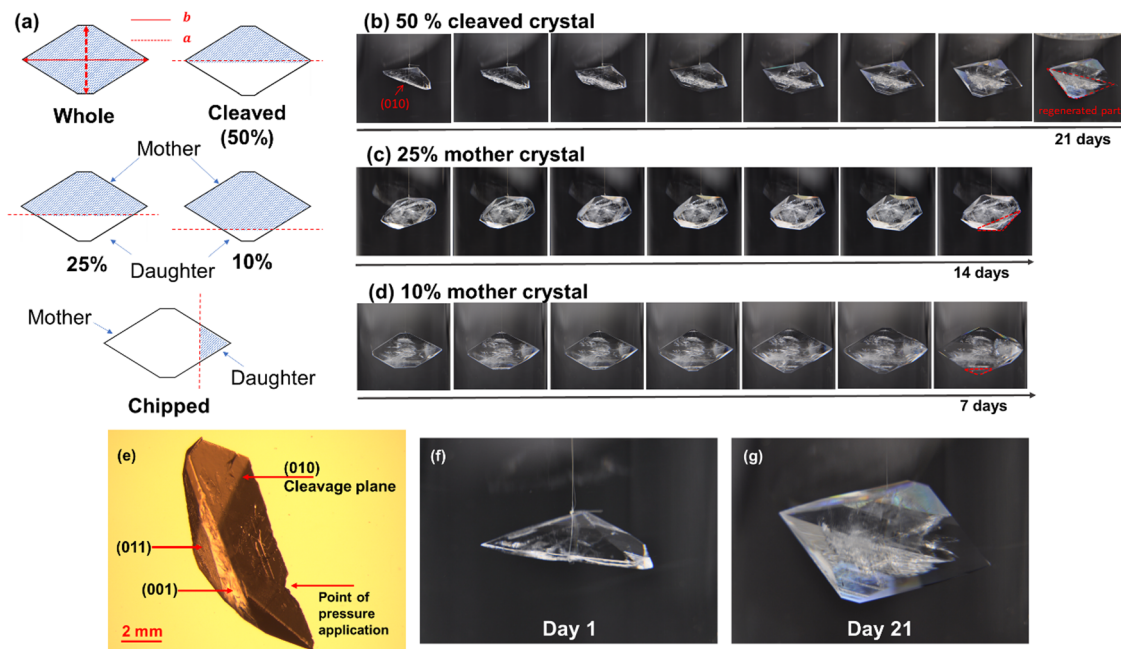 (a)
b
a
Whole
Cleaved
(50%)
Mother
25%
10%
Daughter
Mother
Daughter
Chipped
(b) 50 % cleaved crystal
(010)
regenerated part
21 days
(c) 25% mother crystal
14 days
(d) 10% mother crystal
7 days
(e)
(010)
Cleavage plane
(011)
(001)
Point of
pressure
application
2 mm
(f)
Day 1
(g)
Day 21